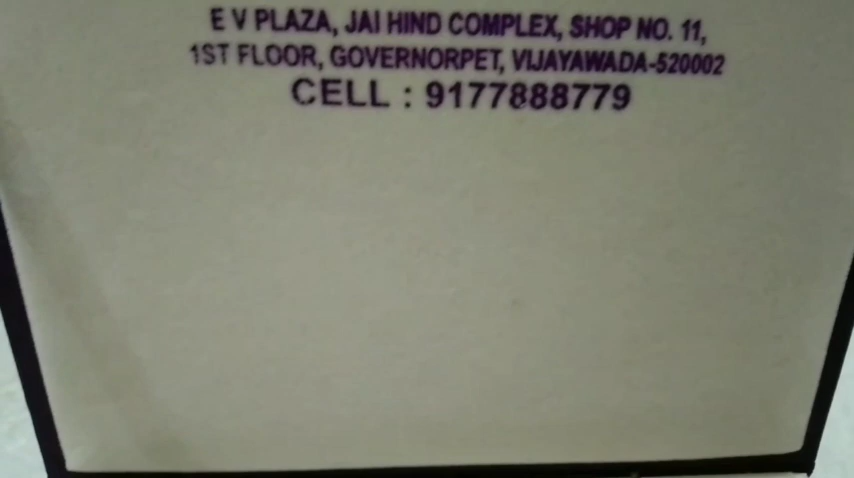 E V PLAZA, JAI HIND COMPLEX, SHOP NO. 11,
1ST FLOOR, GOVERNORPET, VIJAYAWADA-520002
CELL : 9177888779